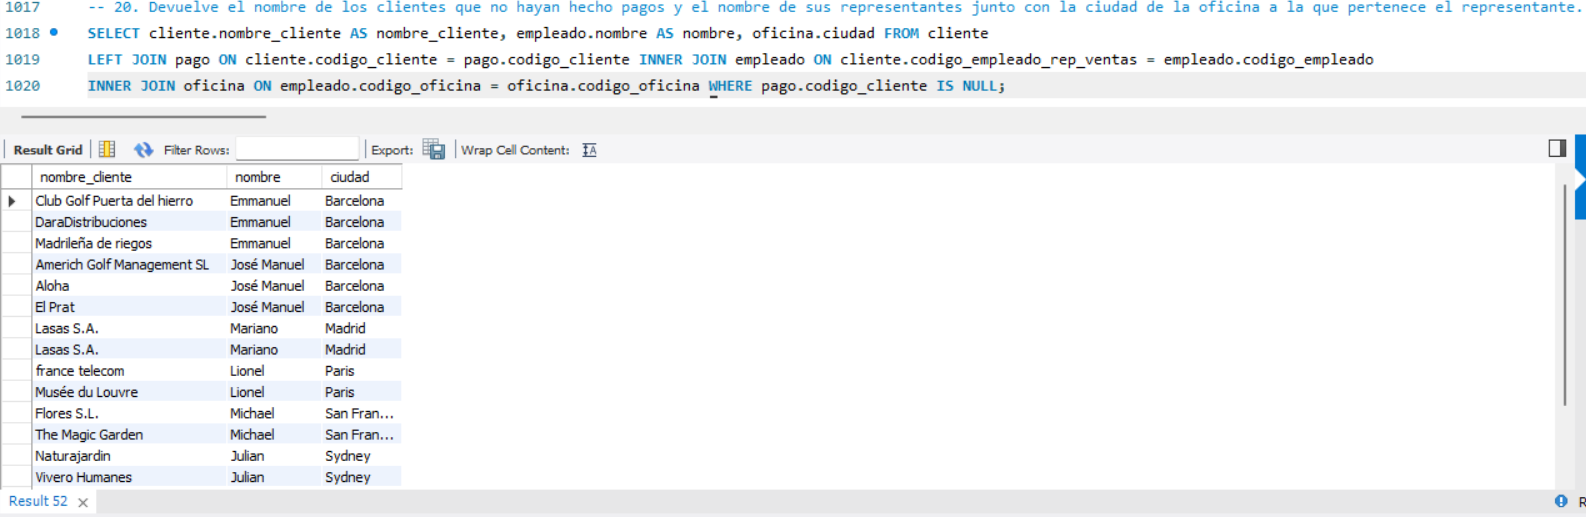 1017 -- 20. Devuelve el nombre de los clientes que no hayan hecho pagos y el nombre de sus representantes junto con la ciudad de la oficina a la que pertenece el representante.
1018 SELECT cliente.nombre_cliente AS nombre_cliente, empleado.nombre AS nombre, oficina.ciudad FROM cliente
1019 LEFT JOIN pago ON cliente.codigo_cliente = pago.codigo_cliente INNER JOIN empleado ON cliente.codigo_empleado_rep_ventas = empleado.codigo_empleado
1020 INNER JOIN oficina ON empleado.codigo_oficina = oficina.codigo_oficina WHERE pago.codigo_cliente IS NULL;
Result Grid Filter Rows: Export: Wrap Cell Content: IA
nombre_cliente nombre ciudad
Club Golf Puerta del hierro Emmanuel Barcelona
DaraDistribuciones Emmanuel Barcelona
Madrileña de riegos Emmanuel Barcelona
Americh Golf Management SL José Manuel Barcelona
Aloha José Manuel Barcelona
El Prat José Manuel Barcelona
Lasas S.A. Mariano Madrid
Lasas S.A. Mariano Madrid
france telecom Lionel Paris
Musée du Louvre Lionel Paris
Flores S.L. Michael San Fran...
The Magic Garden Michael San Fran...
Naturajardin Julian Sydney
Vivero Humanes Julian Sydney
Result 52 × R